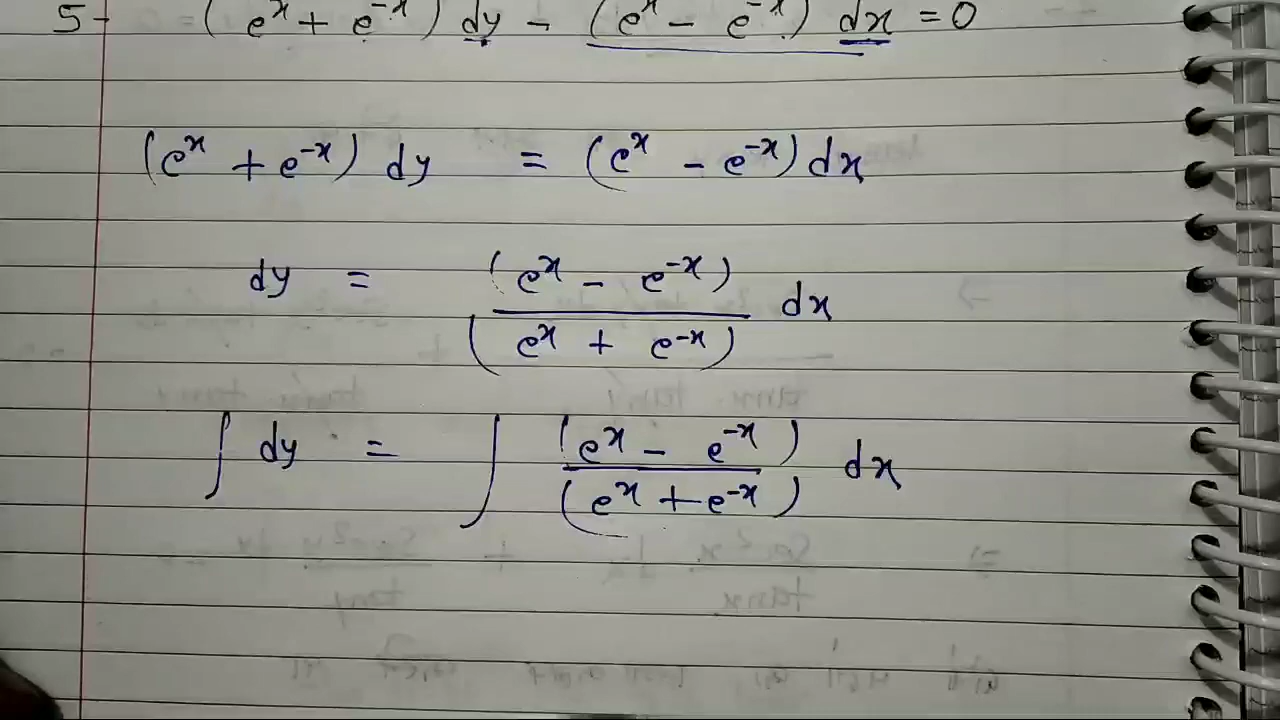 5- (e^x + e^-x) dy - (e^x - e^-x) dx = 0
(e^x + e^-x) dy = (e^x - e^-x) dx
dy = (e^x - e^-x) / (e^x + e^-x) dx
∫ dy = ∫ (e^x - e^-x) / (e^x + e^-x) dx